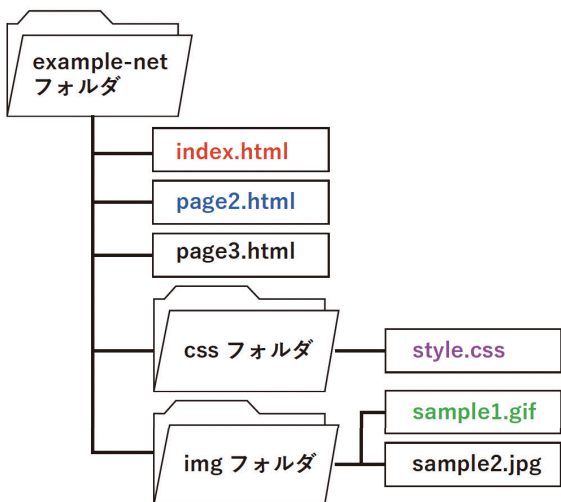 example-net
フォルダ
index.html
page2.html
page3.html
css フォルダ
style.css
sample1.gif
img フォルダ
sample2.jpg